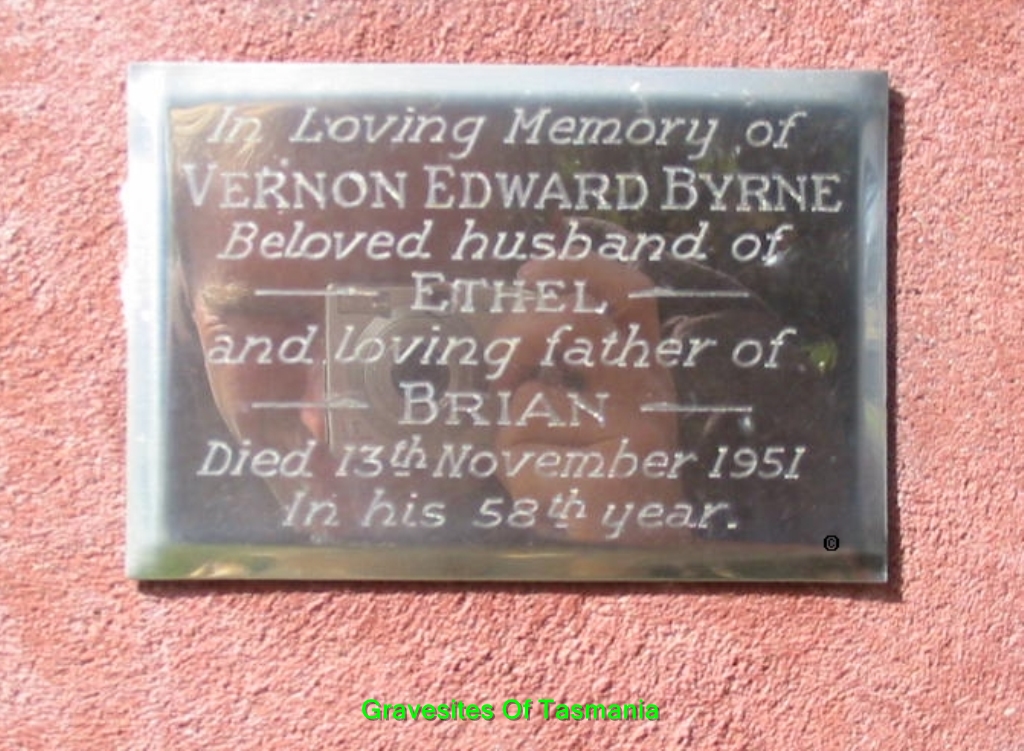 In Loving Memory of
VERNON EDWARD BYRNE
Beloved husband of
— ETHEL —
and loving father of
— BRIAN —
Died 13th November 1951
In his 58th year.
©
Gravesites Of Tasmania